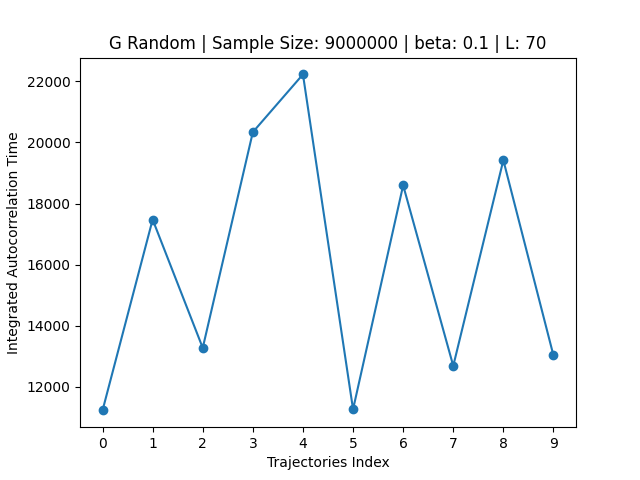 G Random | Sample Size: 9000000 | beta: 0.1 | L: 70
22000
20000
18000
16000
14000
12000
Integrated Autocorrelation Time
0 1 2 3 4 5 6 7 8 9
Trajectories Index